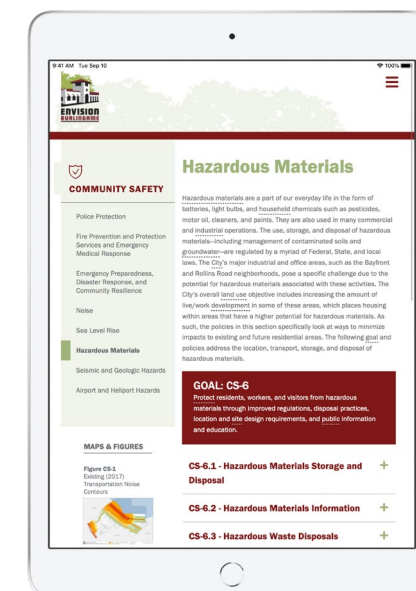 9:41 AM Tue Sep 10
100%
ENVISION
BURLINGAME
COMMUNITY SAFETY
Police Protection
Fire Prevention and Protection
Services and Emergency
Medical Response
Emergency Preparedness,
Disaster Response, and
Community Resilience
Noise
Sea Level Rise
Hazardous Materials
Seismic and Geologic Hazards
Airport and Heliport Hazards
MAPS & FIGURES
Figure CS-1
Existing (2017)
Transportation Noise
Contours
Hazardous Materials
Hazardous materials are a part of our everyday life in the form of
batteries, light bulbs, and household chemicals such as pesticides,
motor oil, cleaners, and paints. They are also used in many commercial
and industrial operations. The use, storage, and disposal of hazardous
materials—including management of contaminated soils and
groundwater—are regulated by a myriad of Federal, State, and local
laws. The City's major industrial and office areas, such as the Bayfront
and Rollins Road neighborhoods, pose a specific challenge due to the
potential for hazardous materials associated with these activities. The
City's overall land use objective includes increasing the amount of
live/work development in some of these areas, which places housing
within areas that have a higher potential for hazardous materials. As
such, the policies in this section specifically look at ways to minimize
impacts to existing and future residential areas. The following goal and
policies address the location, transport, storage, and disposal of
hazardous materials.
GOAL: CS-6
Protect residents, workers, and visitors from hazardous
materials through improved regulations, disposal practices,
location and site design requirements, and public information
and education.
CS-6.1 - Hazardous Materials Storage and
Disposal
CS-6.2 - Hazardous Materials Information
CS-6.3 - Hazardous Waste Disposals